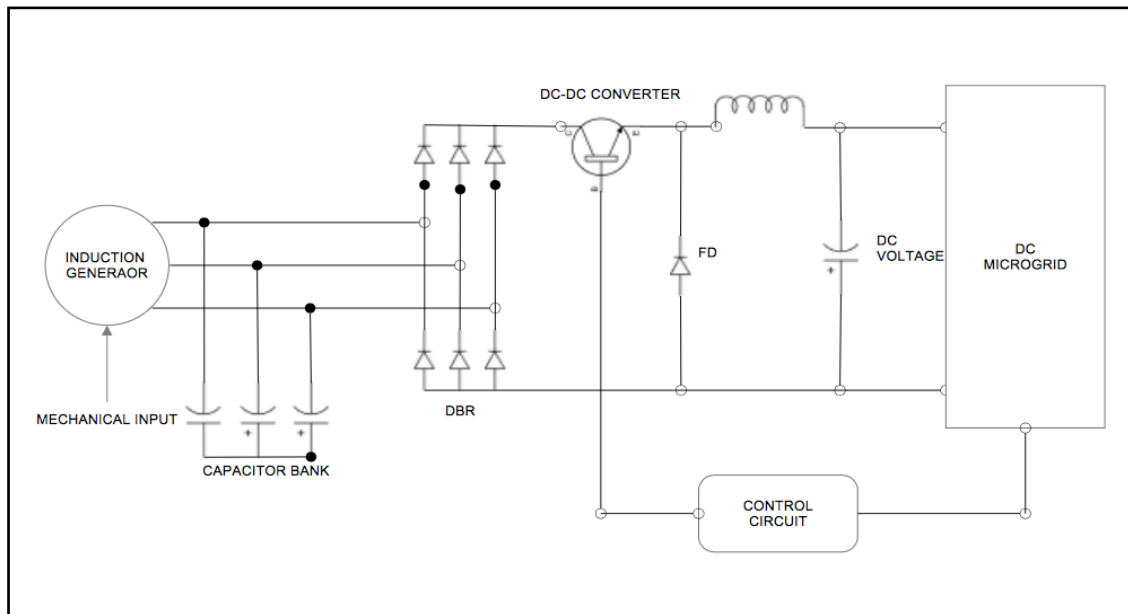 DC-DC CONVERTER
INDUCTION
GENERAOR
FD
DC
VOLTAGE
DC
MICROGRID
MECHANICAL INPUT
DBR
CAPACITOR BANK
CONTROL
CIRCUIT